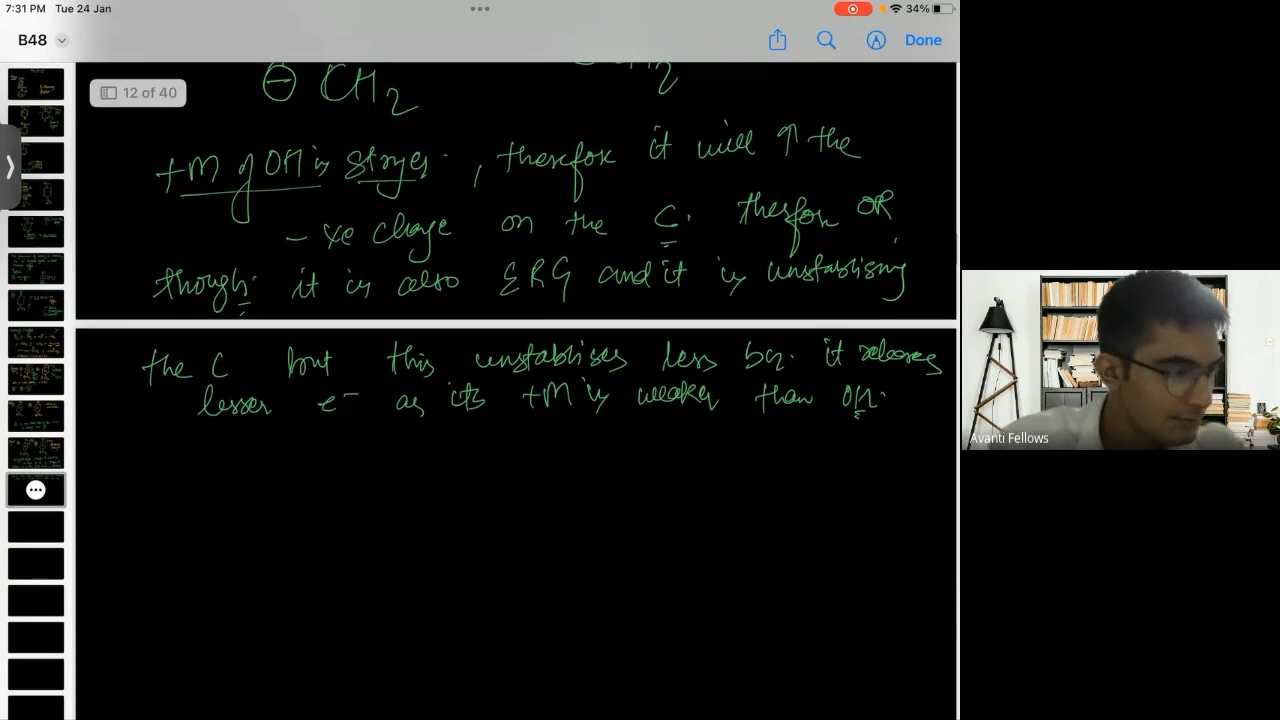 7:31 PM Tue 24 Jan
34%
B48
Done
12 of 40
⊖ CH2
+M of OH is stronger, therefore it will ↑ the
-ve charge on the C. therefore OR
though it is also ERG and it is unstablising
the C but this unstablises less bcz. it releases
lesser e- as its +M is weaker than OH.
Avanti Fellows